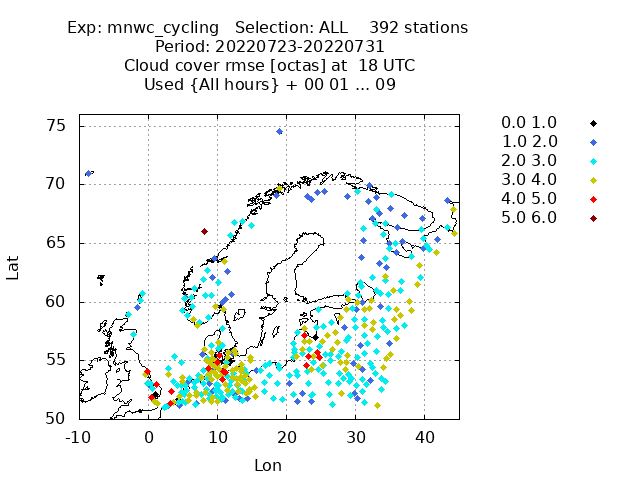 Exp: mnwc_cycling   Selection: ALL    392 stations
Period: 20220723-20220731
Cloud cover rmse [octas] at  18 UTC
Used {All hours} + 00 01 ... 09
0.0 1.0
1.0 2.0
2.0 3.0
3.0 4.0
4.0 5.0
5.0 6.0
75
70
65
60
55
50
Lat
-10 0 10 20 30 40
Lon